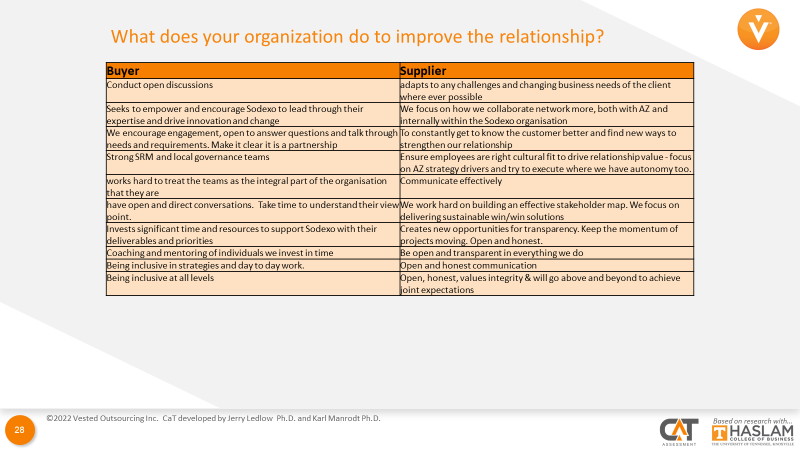 What does your organization do to improve the relationship?
Buyer
Supplier
Conduct open discussions
adapts to any challenges and changing business needs of the client
where ever possible
Seeks to empower and encourage Sodexo to lead through their
expertise and drive innovation and change
We focus on how we collaborate network more, both with AZ and
internally within the Sodexo organisation
We encourage engagement, open to answer questions and talk through
needs and requirements. Make it clear it is a partnership
To constantly get to know the customer better and find new ways to
strengthen our relationship
Strong SRM and local governance teams
Ensure employees are right cultural fit to drive relationship value - focus
on AZ strategy drivers and try to execute where we have autonomy too.
works hard to treat the teams as the integral part of the organisation
that they are
Communicate effectively
have open and direct conversations. Take time to understand their view
point.
We work hard on building an effective stakeholder map. We focus on
delivering sustainable win/win solutions
Invests significant time and resources to support Sodexo with their
deliverables and priorities
Creates new opportunities for transparency. Keep the momentum of
projects moving. Open and honest.
Coaching and mentoring of individuals we invest in time
Be open and transparent in everything we do
Being inclusive in strategies and day to day work.
Open and honest communication
Being inclusive at all levels
Open, honest, values integrity & will go above and beyond to achieve
joint expectations
28
©2022 Vested Outsourcing Inc. CaT developed by Jerry Ledlow Ph.D. and Karl Manrodt Ph.D.
CAT
ASSESSMENT
Based on research with...
T HASLAM
COLLEGE OF BUSINESS
THE UNIVERSITY OF TENNESSEE, KNOXVILLE